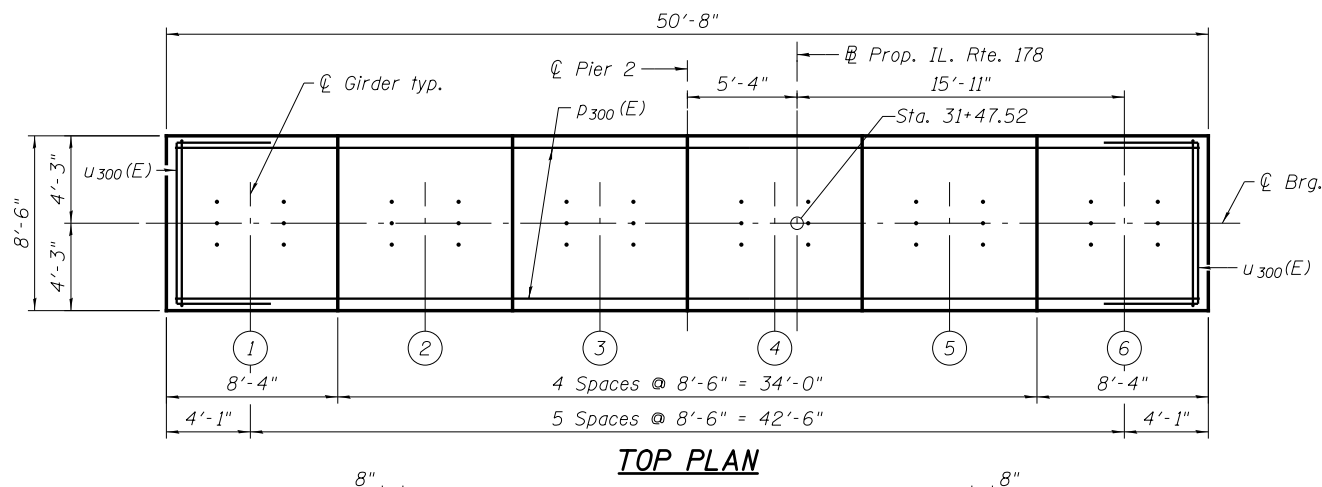 50'-8"
℄ Pier 2
℔ Prop. IL. Rte. 178
5'-4"
15'-11"
℄ Girder typ.
p300(E)
Sta. 31+47.52
u300(E)
4'-3"
8'-6"
4'-3"
℄ Brg.
u300(E)
1
2
3
4
5
6
8'-4"
4 Spaces @ 8'-6" = 34'-0"
8'-4"
4'-1"
5 Spaces @ 8'-6" = 42'-6"
4'-1"
TOP PLAN
8"
8"